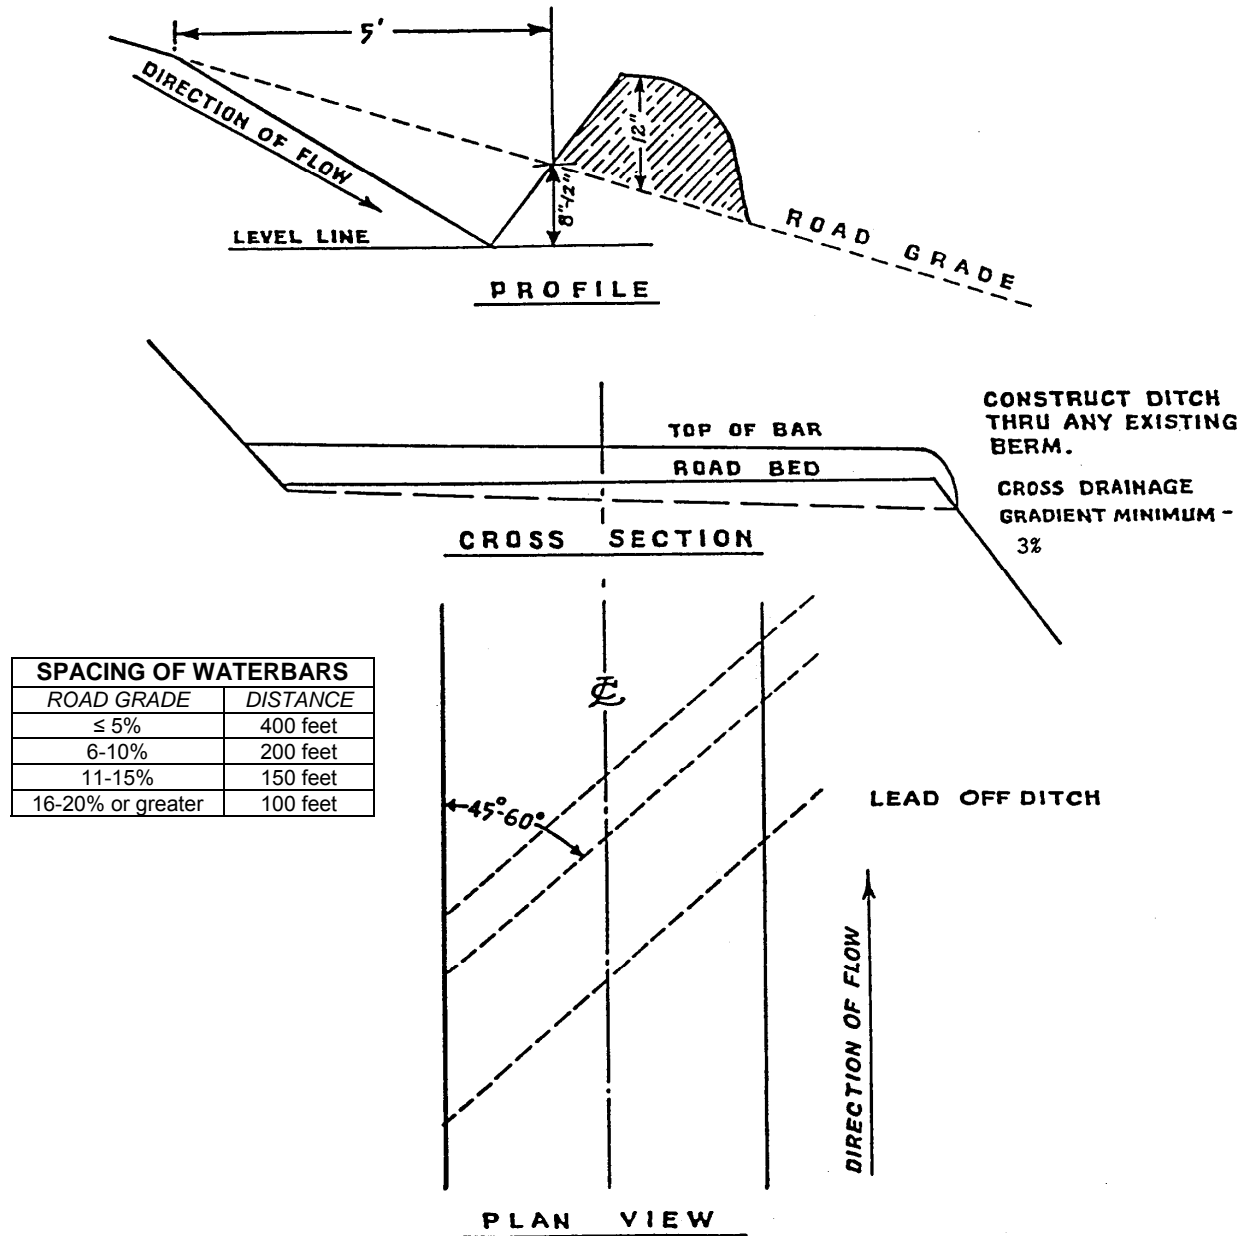 5'
DIRECTION OF FLOW
12"
8"-12"
LEVEL LINE
ROAD GRADE
PROFILE
TOP OF BAR
ROAD BED
CONSTRUCT DITCH
THRU ANY EXISTING
BERM.
CROSS DRAINAGE
GRADIENT MINIMUM -
3%
CROSS SECTION
SPACING OF WATERBARS
ROAD GRADE DISTANCE
≤ 5% 400 feet
6-10% 200 feet
11-15% 150 feet
16-20% or greater 100 feet
℄
45°-60°
LEAD OFF DITCH
DIRECTION OF FLOW
PLAN VIEW